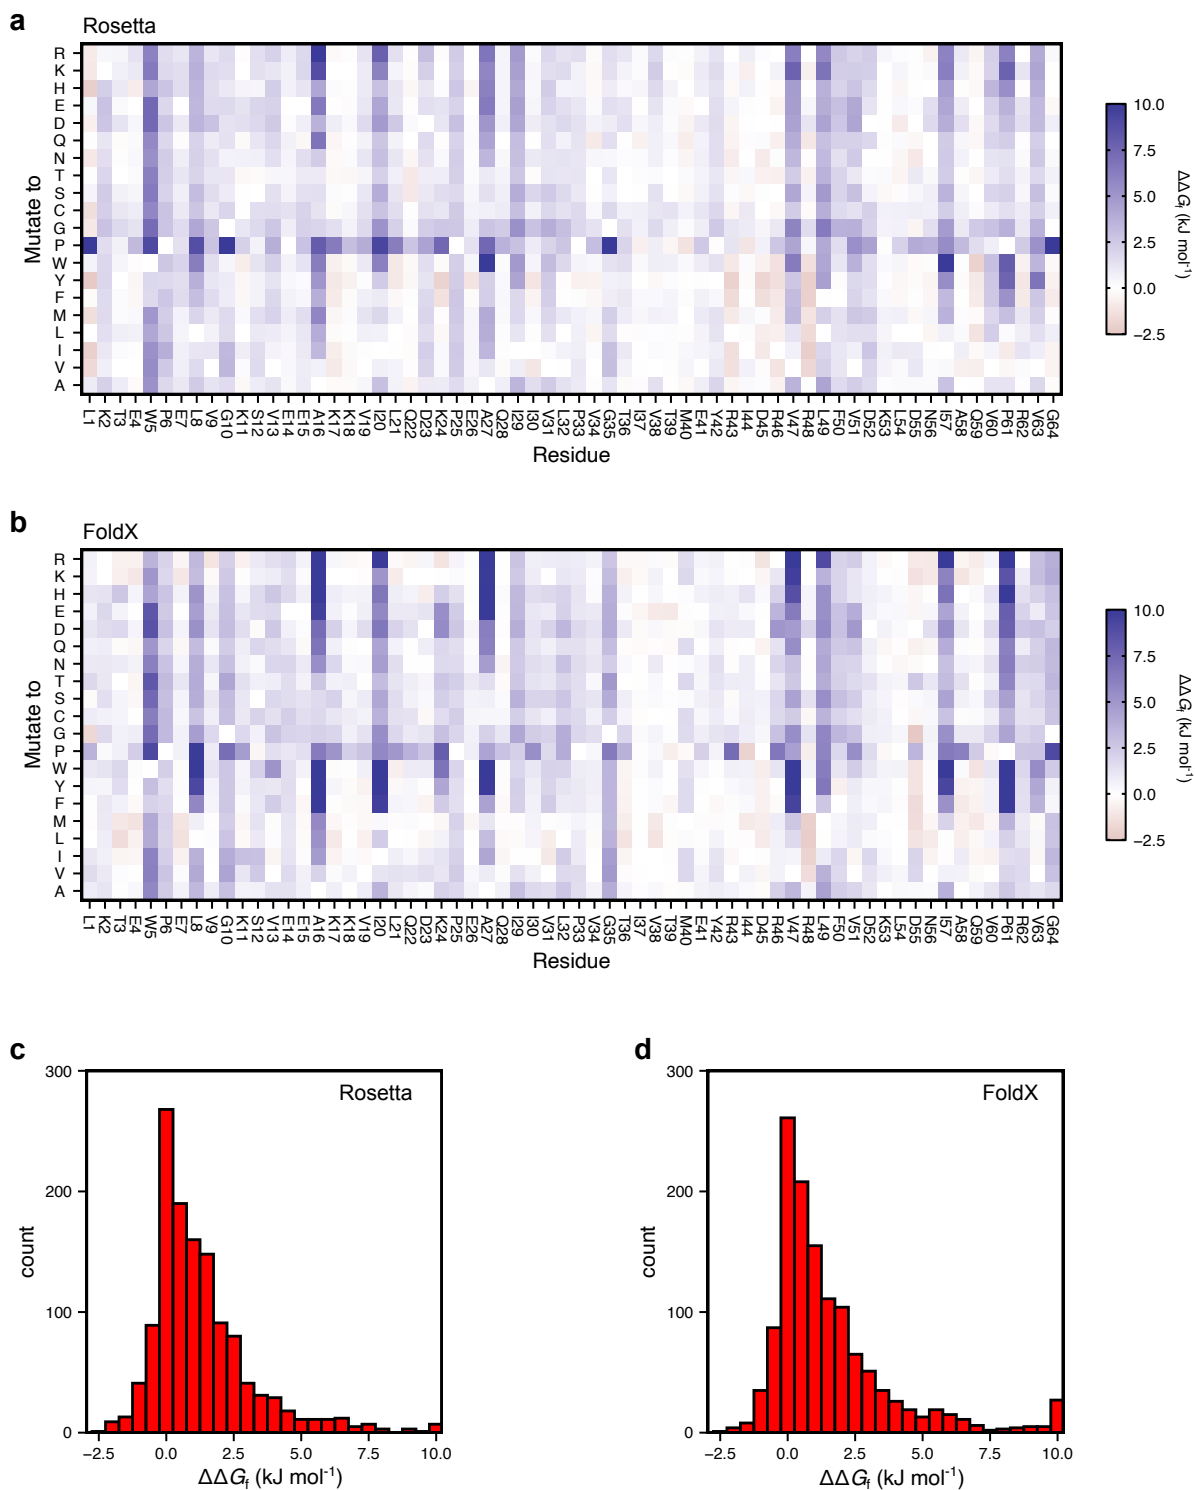 a
Rosetta
Mutate to
R
K
H
E
D
Q
N
T
S
C
G
P
W
Y
F
M
L
I
V
A
L1 K2 T3 E4 W5 P6 E7 L8 V9 G10 K11 S12 V13 E14 E15 A16 K17 K18 V19 I20 L21 Q22 D23 K24 P25 E26 A27 Q28 I29 I30 V31 L32 P33 V34 G35 T36 I37 V38 T39 M40 E41 Y42 R43 I44 D45 R46 V47 R48 L49 F50 V51 D52 K53 L54 D55 N56 I57 A58 Q59 V60 P61 R62 V63 G64
Residue
10.0
7.5
5.0
2.5
0.0
−2.5
ΔΔGf (kJ mol-1)
b
FoldX
Mutate to
R
K
H
E
D
Q
N
T
S
C
G
P
W
Y
F
M
L
I
V
A
L1 K2 T3 E4 W5 P6 E7 L8 V9 G10 K11 S12 V13 E14 E15 A16 K17 K18 V19 I20 L21 Q22 D23 K24 P25 E26 A27 Q28 I29 I30 V31 L32 P33 V34 G35 T36 I37 V38 T39 M40 E41 Y42 R43 I44 D45 R46 V47 R48 L49 F50 V51 D52 K53 L54 D55 N56 I57 A58 Q59 V60 P61 R62 V63 G64
Residue
10.0
7.5
5.0
2.5
0.0
−2.5
ΔΔGf (kJ mol-1)
c
Rosetta
count
300
200
100
0
−2.5 0.0 2.5 5.0 7.5 10.0
ΔΔGf (kJ mol-1)
d
FoldX
count
300
200
100
0
−2.5 0.0 2.5 5.0 7.5 10.0
ΔΔGf (kJ mol-1)